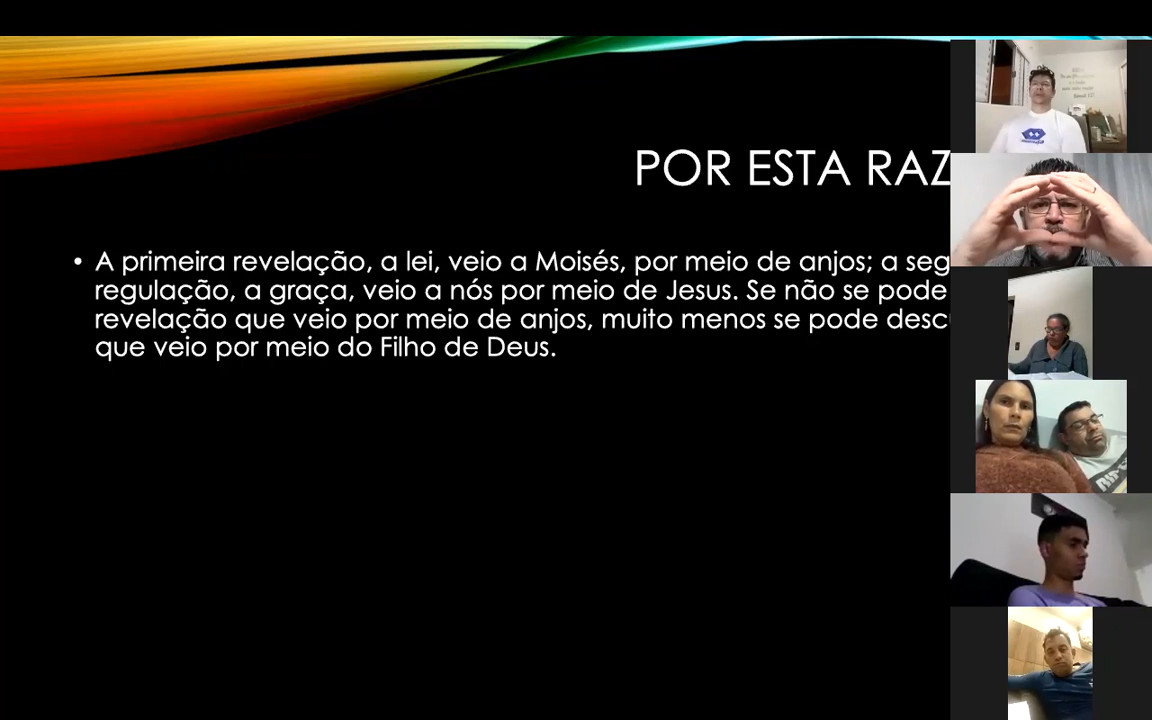 POR ESTA RAZ
• A primeira revelação, a lei, veio a Moisés, por meio de anjos; a seg
regulação, a graça, veio a nós por meio de Jesus. Se não se pode
revelação que veio por meio de anjos, muito menos se pode desc
que veio por meio do Filho de Deus.